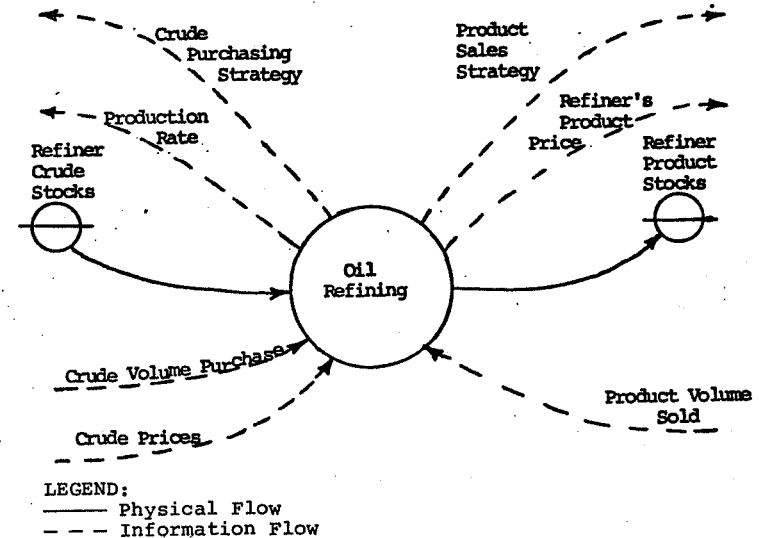 Crude
Purchasing
Strategy
Product
Sales
Strategy
Production
Rate
Refiner's
Product
Price
Refiner
Crude
Stocks
Refiner
Product
Stocks
Oil
Refining
Crude Volume Purchase
Crude Prices
Product Volume
Sold
LEGEND:
Physical Flow
Information Flow